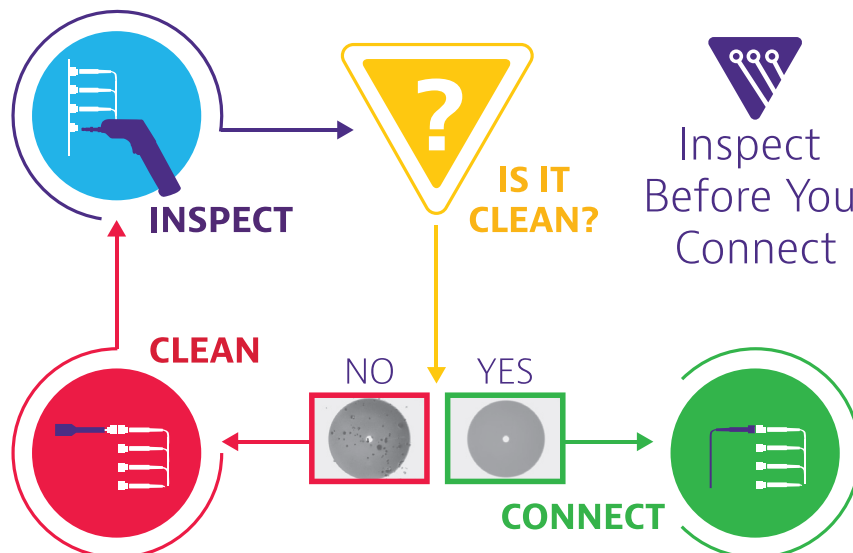 INSPECT
?
IS IT
CLEAN?
Inspect
Before You
Connect
CLEAN
NO
YES
CONNECT